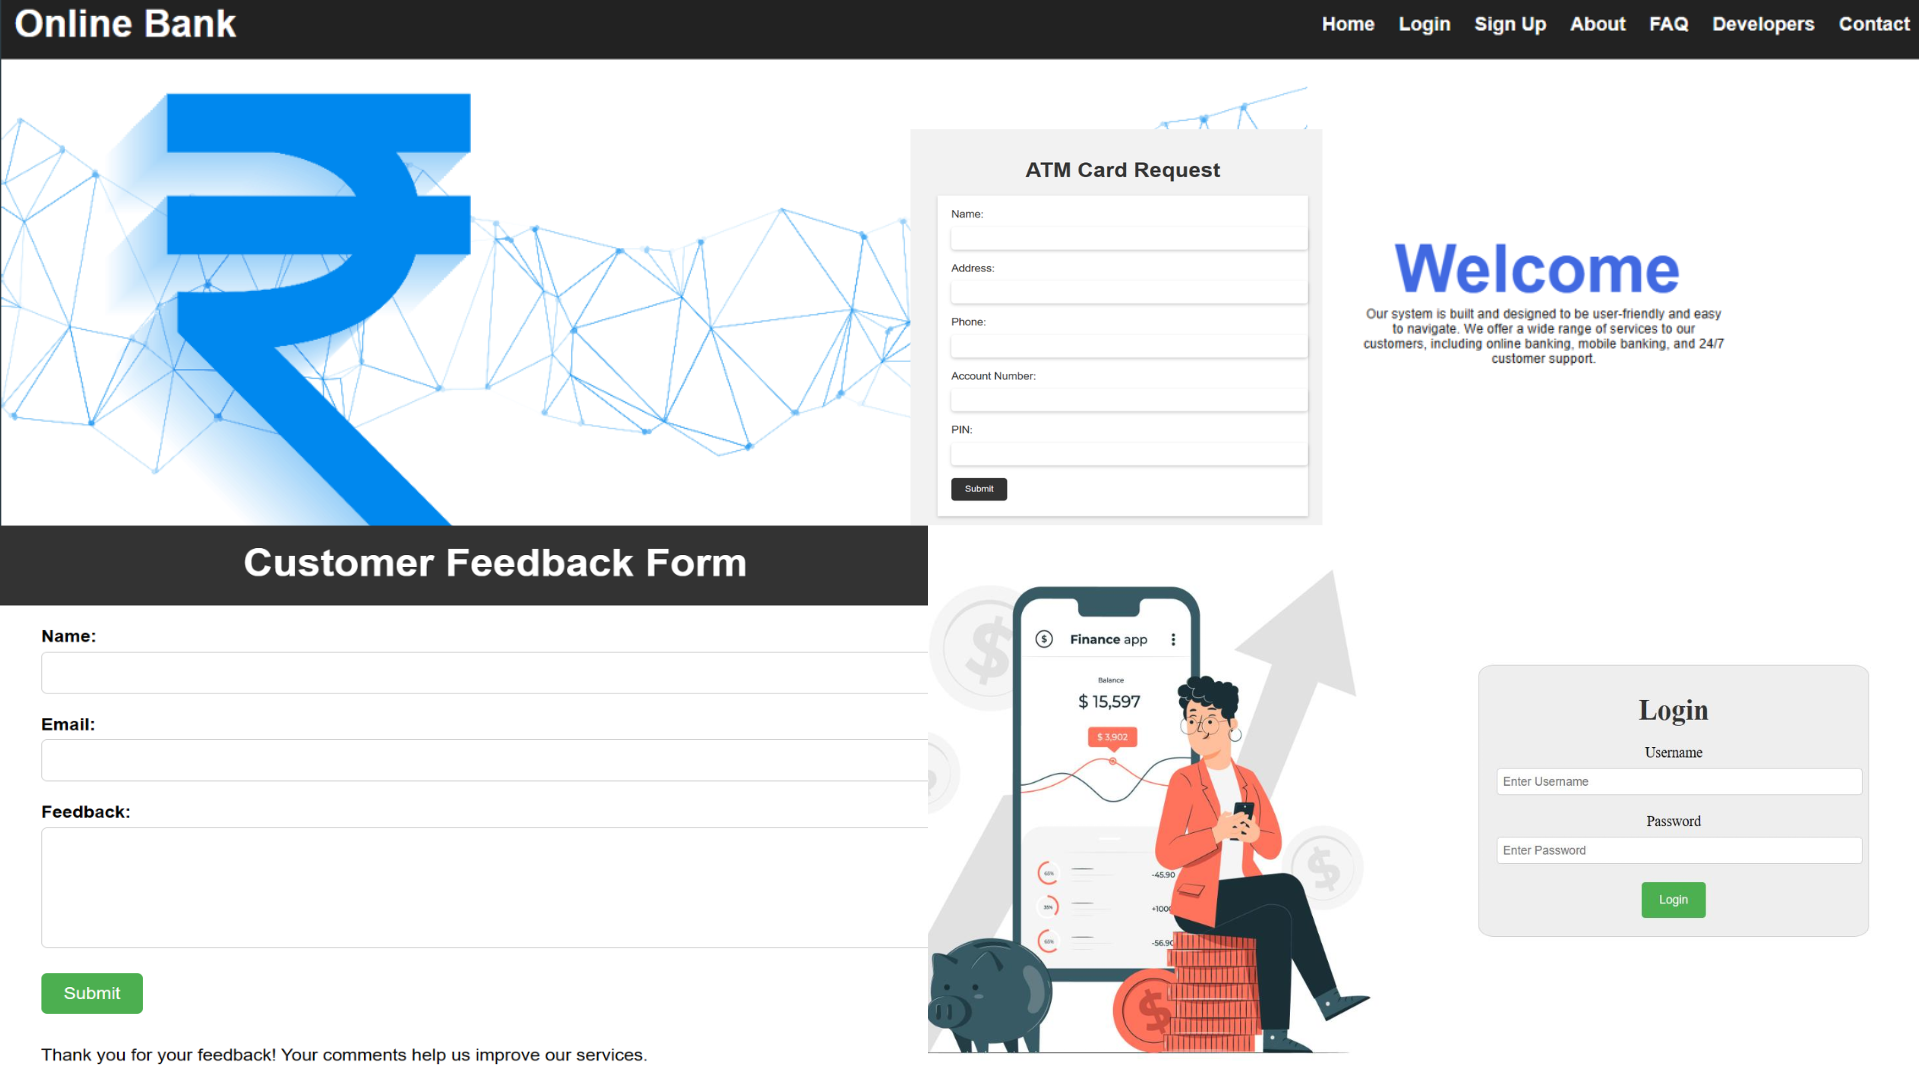 Online Bank
Home Login Sign Up About FAQ Developers Contact
ATM Card Request
Name:
Address:
Phone:
Account Number:
PIN:
Submit
Welcome
Our system is built and designed to be user-friendly and easy
to navigate. We offer a wide range of services to our
customers, including online banking, mobile banking, and 24/7
customer support.
Customer Feedback Form
Name:
Email:
Feedback:
Submit
Thank you for your feedback! Your comments help us improve our services.
$ Finance app
Balance
$ 15,597
$ 3,902
-45.90
35%
+100
-56.90
Login
Username
Enter Username
Password
Enter Password
Login